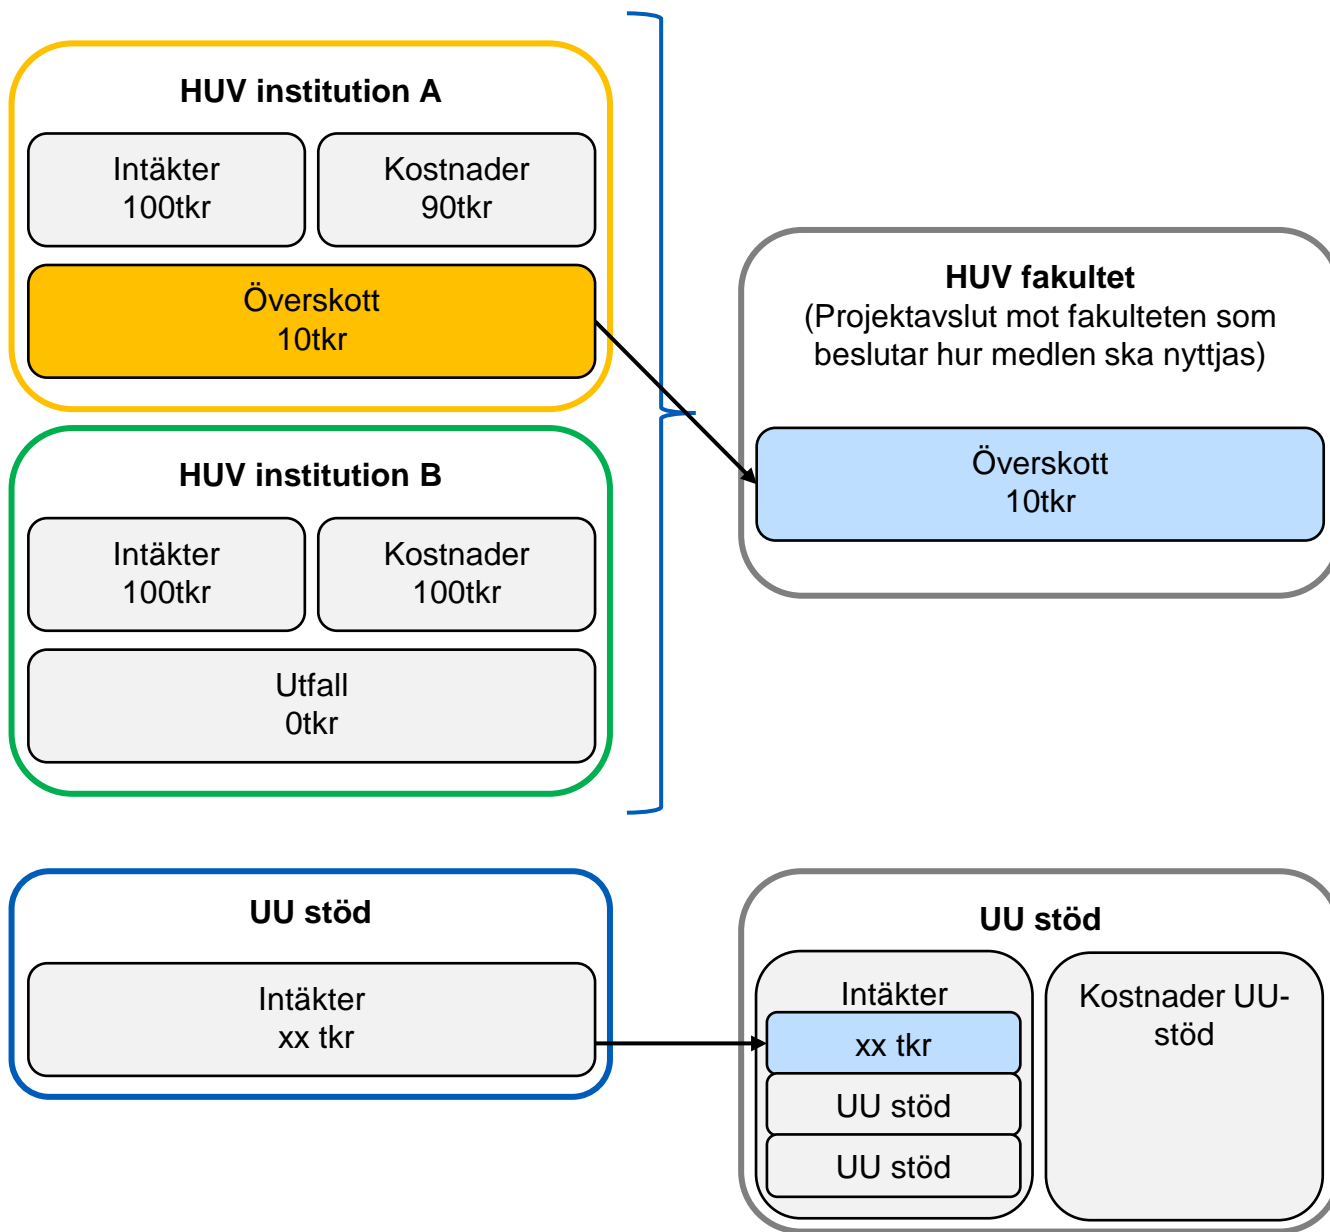 HUV institution A
Intäkter
100tkr
Kostnader
90tkr
Överskott
10tkr
HUV institution B
Intäkter
100tkr
Kostnader
100tkr
Utfall
0tkr
HUV fakultet
(Projektavslut mot fakulteten som
beslutar hur medlen ska nyttjas)
Överskott
10tkr
UU stöd
Intäkter
xx tkr
UU stöd
Intäkter
xx tkr
UU stöd
UU stöd
Kostnader UU-
stöd